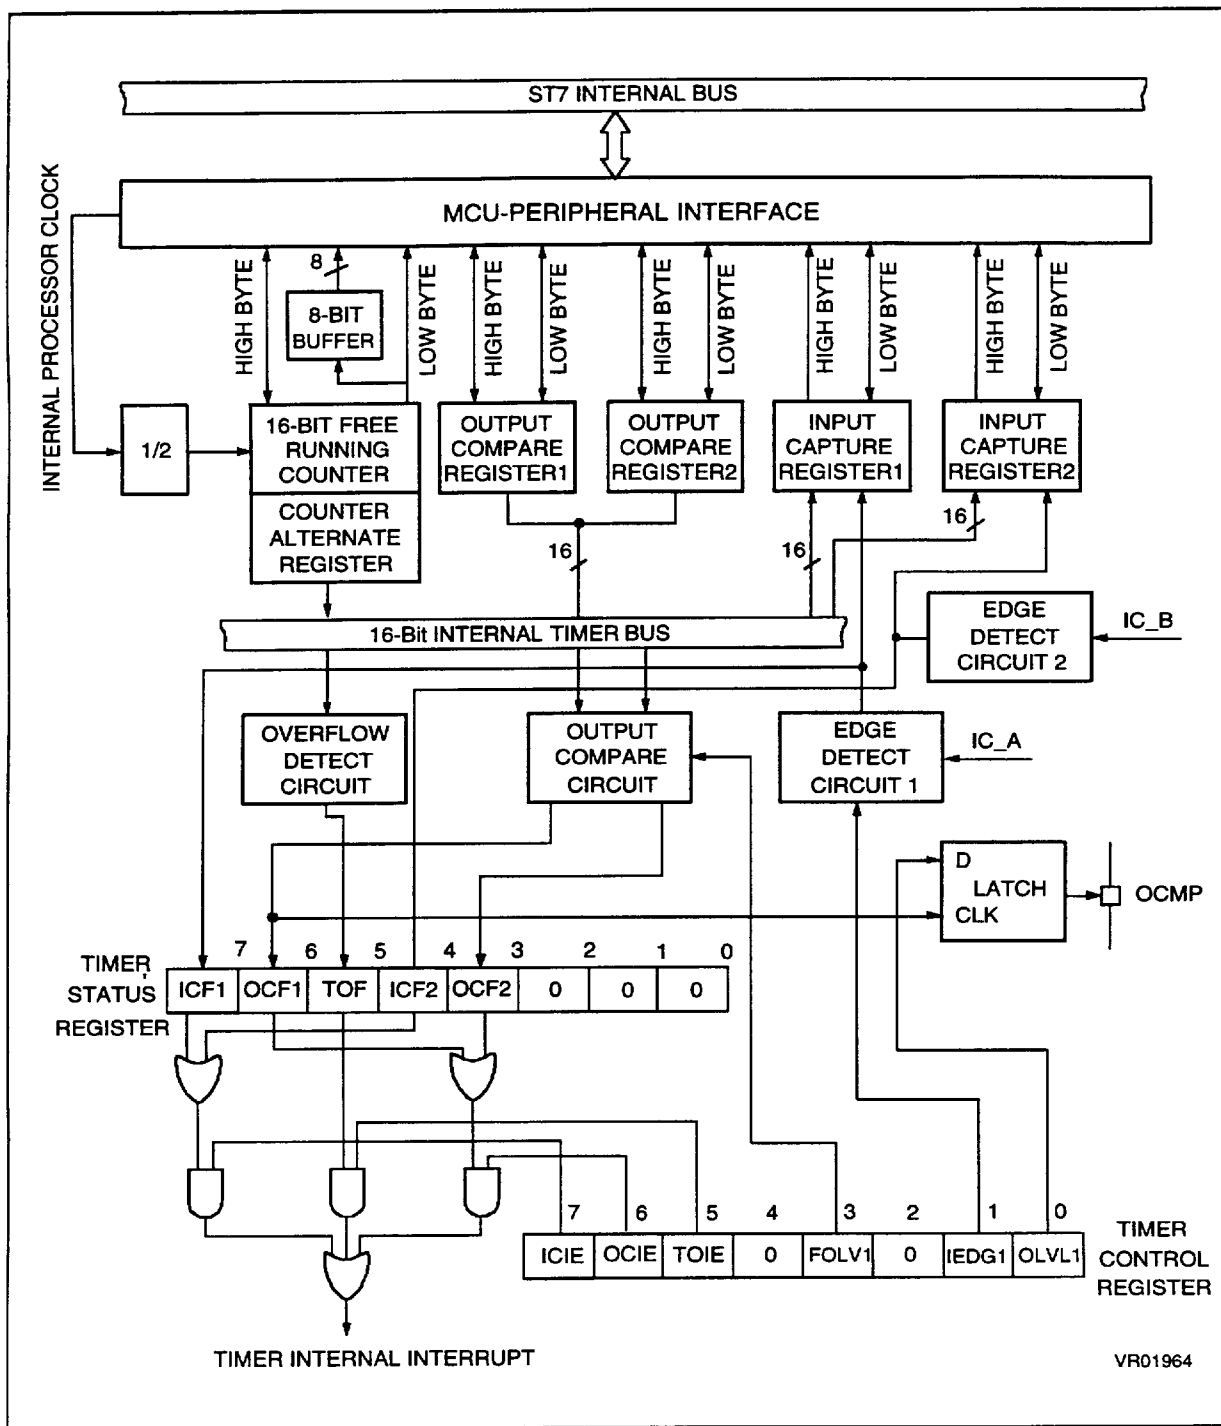 ST7 INTERNAL BUS
INTERNAL PROCESSOR CLOCK
MCU-PERIPHERAL INTERFACE
HIGH BYTE
8
8-BIT
BUFFER
LOW BYTE
HIGH BYTE
LOW BYTE
HIGH BYTE
LOW BYTE
HIGH BYTE
LOW BYTE
HIGH BYTE
LOW BYTE
1/2
16-BIT FREE
RUNNING
COUNTER
COUNTER
ALTERNATE
REGISTER
OUTPUT
COMPARE
REGISTER1
OUTPUT
COMPARE
REGISTER2
INPUT
CAPTURE
REGISTER1
INPUT
CAPTURE
REGISTER2
16
16
16
16-Bit INTERNAL TIMER BUS
EDGE
DETECT
CIRCUIT 2
IC_B
OVERFLOW
DETECT
CIRCUIT
OUTPUT
COMPARE
CIRCUIT
EDGE
DETECT
CIRCUIT 1
IC_A
D
LATCH
CLK
OCMP
7 6 5 4 3 2 1 0
TIMER
STATUS
REGISTER
ICF1 OCF1 TOF ICF2 OCF2 0 0 0
7 6 5 4 3 2 1 0
ICIE OCIE TOIE 0 FOLV1 0 IEDG1 OLVL1
TIMER
CONTROL
REGISTER
TIMER INTERNAL INTERRUPT
VR01964